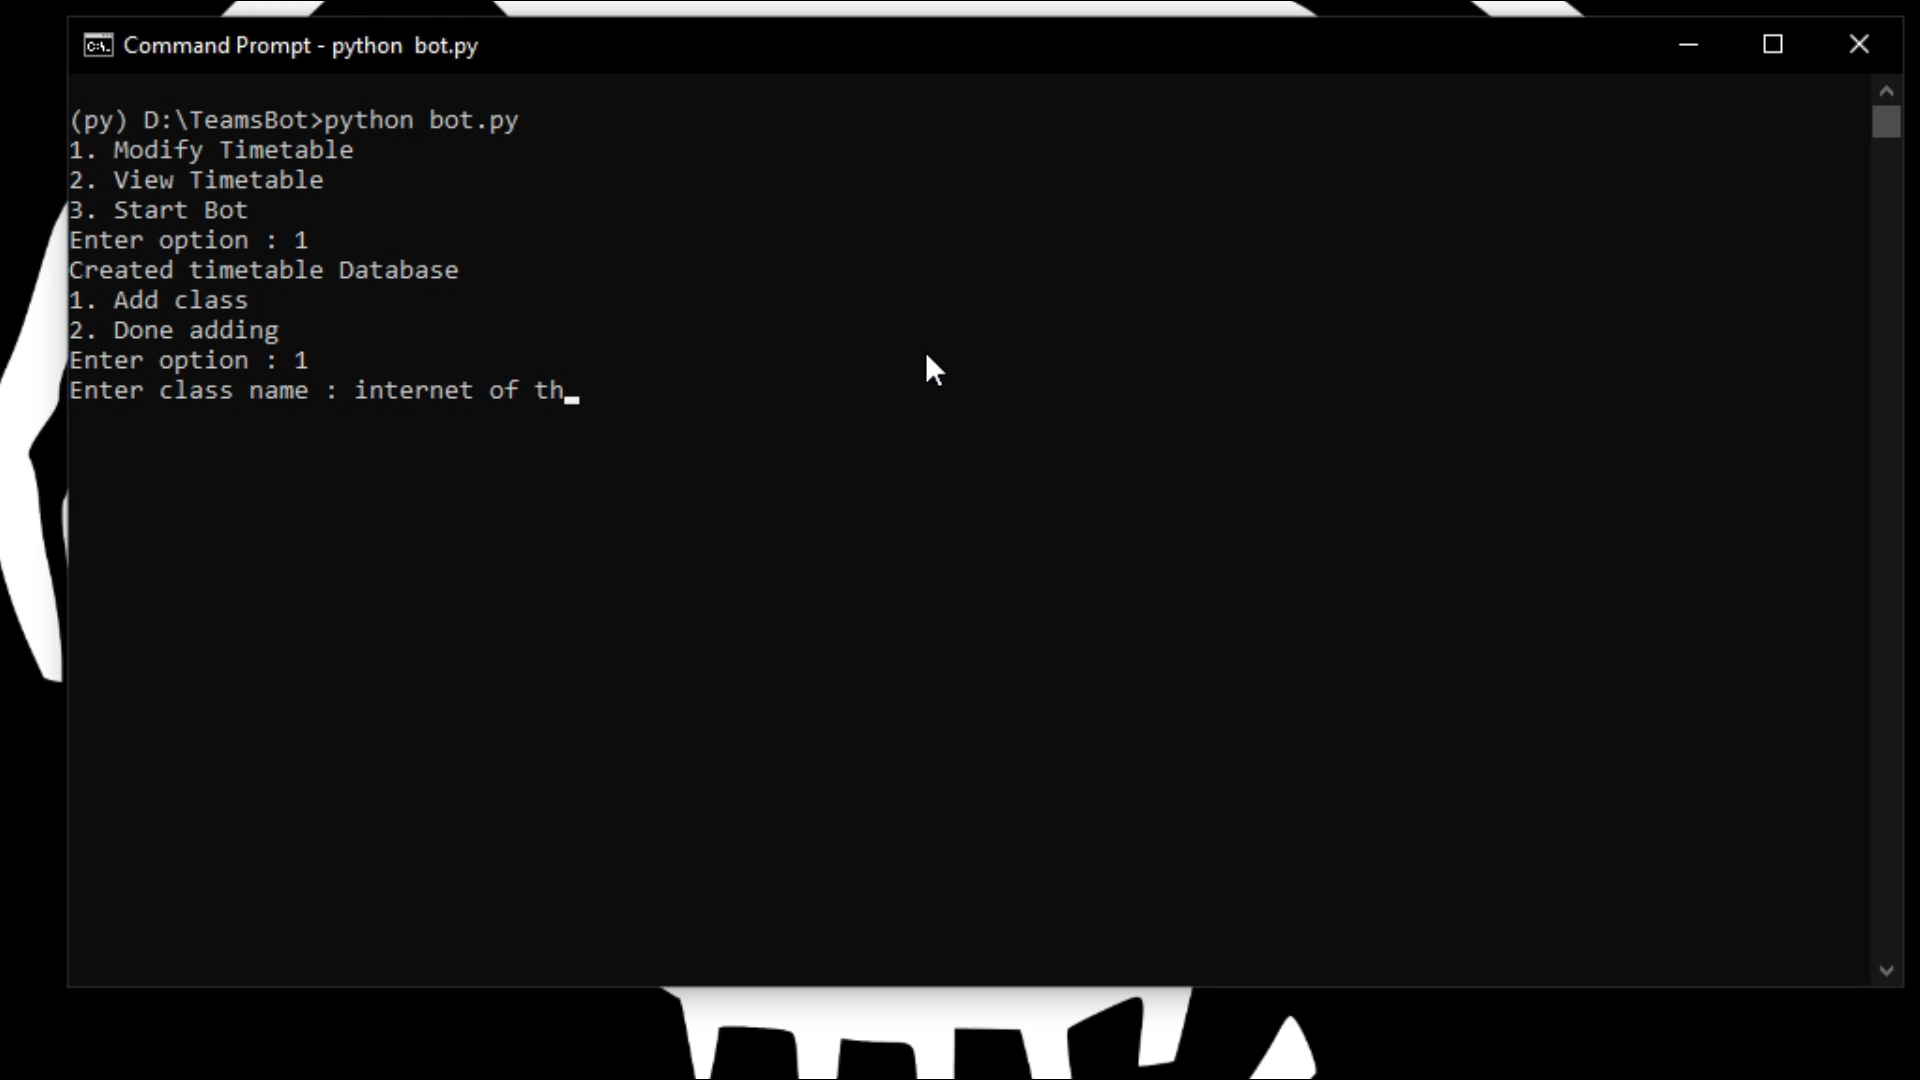 Command Prompt - python  bot.py
(py) D:\TeamsBot>python bot.py
1. Modify Timetable
2. View Timetable
3. Start Bot
Enter option : 1
Created timetable Database
1. Add class
2. Done adding
Enter option : 1
Enter class name : internet of th